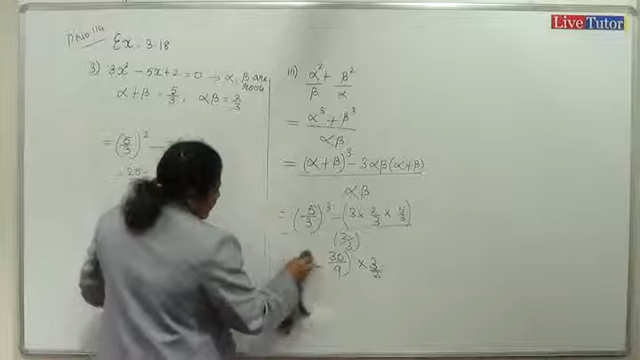 Live Tutor
P.No 114 Ex. 3.18
3) 3x² - 5x + 2 = 0 → α, β are roots
α + β = 5/3, αβ = 2/3
= (5/3)² -
iii) α²/β + β²/α
= (α³ + β³)/(αβ)
= ((α + β)³ - 3αβ(α+β))/(αβ)
= ((5/3)³ - (3 × 2/3 × 5/3))/(2/3)
- 30/9) × 3/2